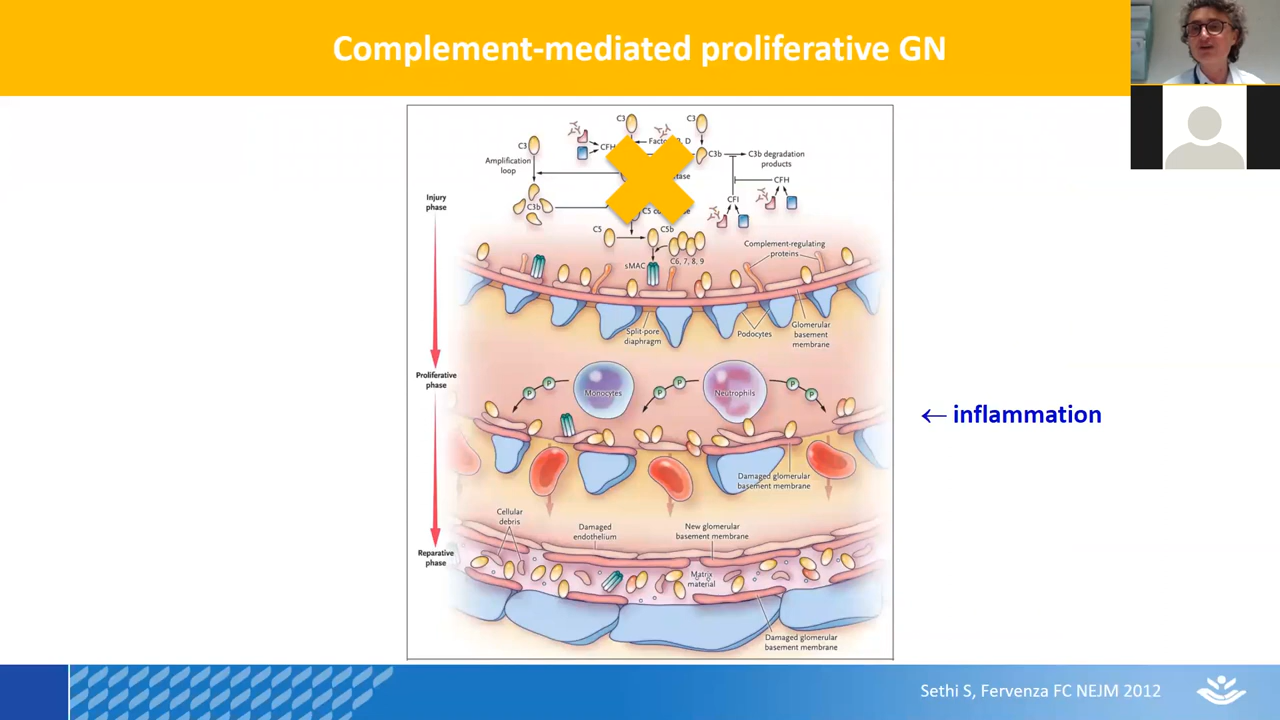 Complement-mediated proliferative GN
C3
C3
C3
CFH
Factors B, D
C3b
C3b degradation
products
Amplification
loop
CFH
CFI
Injury
phase
C3b
C5
C5b
sMAC
C6, 7, 8, 9
Complement-regulating
proteins
Split-pore
diaphragm
Podocytes
Glomerular
basement
membrane
Proliferative
phase
P
P
Monocytes
P
P
Neutrophils
P
P
← inflammation
Damaged glomerular
basement membrane
Cellular
debris
Damaged
endothelium
New glomerular
basement membrane
Reparative
phase
Matrix
material
Damaged glomerular
basement membrane
Sethi S, Fervenza FC NEJM 2012